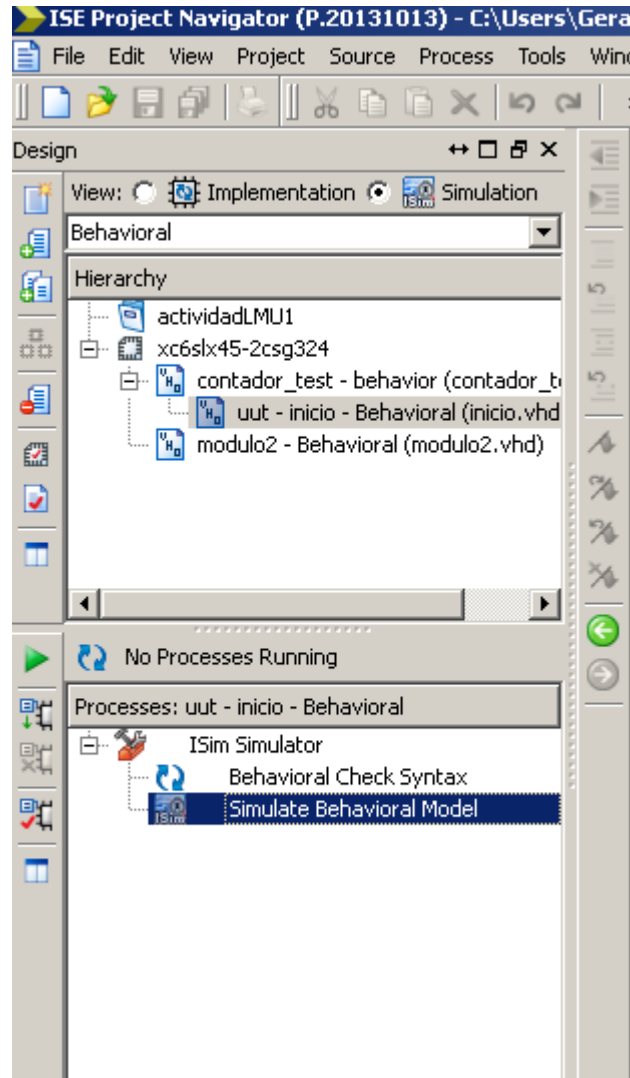 ISE Project Navigator (P.20131013) - C:\Users\Gera
File Edit View Project Source Process Tools Wind
Design
View: Implementation Simulation
Behavioral
Hierarchy
actividadLMU1
xc6slx45-2csg324
contador_test - behavior (contador_t
uut - inicio - Behavioral (inicio.vhd
modulo2 - Behavioral (modulo2.vhd)
No Processes Running
Processes: uut - inicio - Behavioral
ISim Simulator
Behavioral Check Syntax
ISim Simulate Behavioral Model